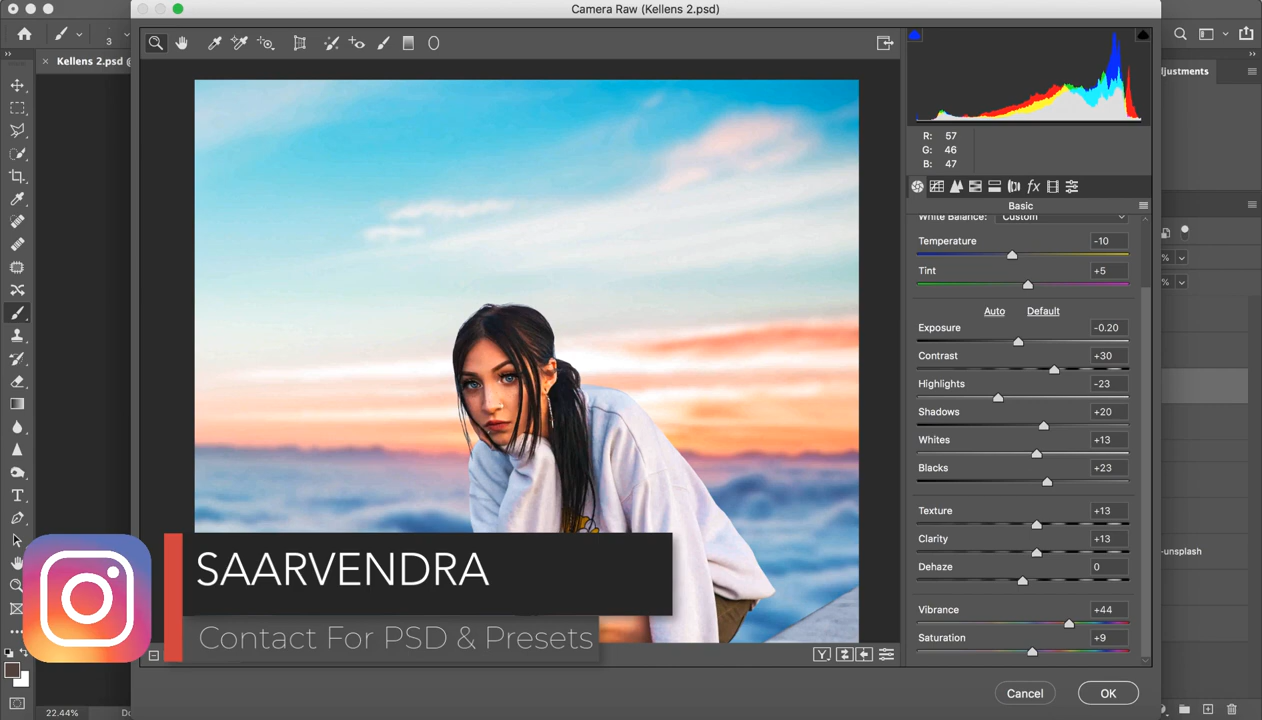 Camera Raw (Kellens 2.psd)
3
Kellens 2.psd @
djustments
R: 57
G: 46
B: 47
Basic
White Balance: Custom
Temperature -10
Tint +5
Auto Default
Exposure -0.20
Contrast +30
Highlights -23
Shadows +20
Whites +13
Blacks +23
Texture +13
Clarity +13
Dehaze 0
Vibrance +44
Saturation +9
%
%
-unsplash
SAARVENDRA
Contact For PSD & Presets
22.44%
Do
Cancel
OK